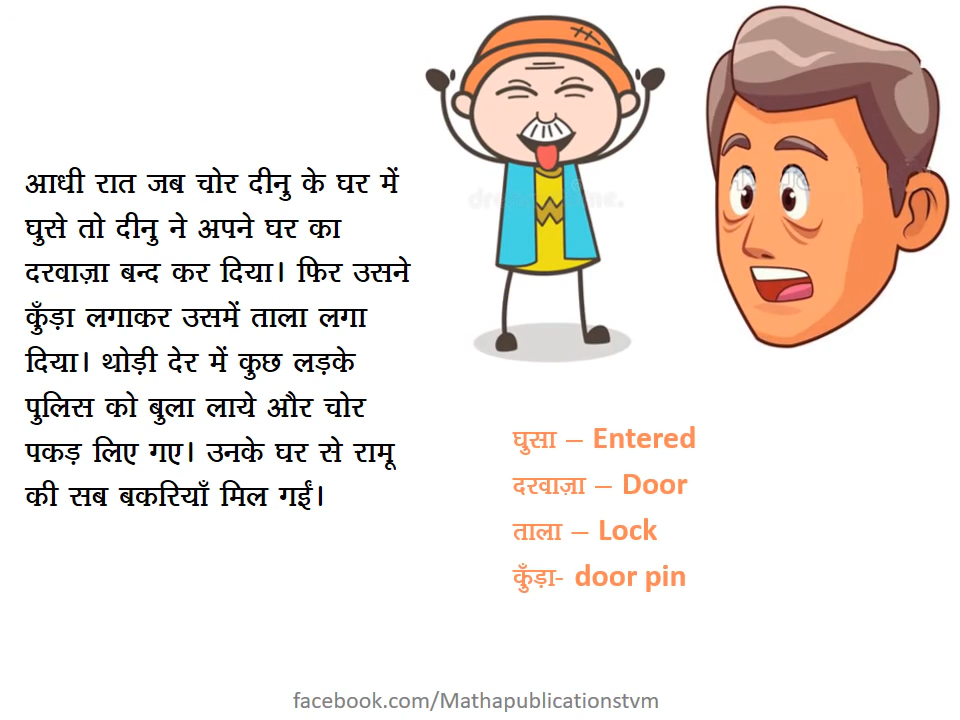 आधी रात जब चोर दीनु के घर में
घुसे तो दीनु ने अपने घर का
दरवाज़ा बन्द कर दिया। फिर उसने
कुँड़ा लगाकर उसमें ताला लगा
दिया। थोड़ी देर में कुछ लड़के
पुलिस को बुला लाये और चोर
पकड़ लिए गए। उनके घर से रामू
की सब बकरियाँ मिल गईं।
घुसा – Entered
दरवाज़ा – Door
ताला – Lock
कुँड़ा- door pin
facebook.com/Mathapublicationstvm